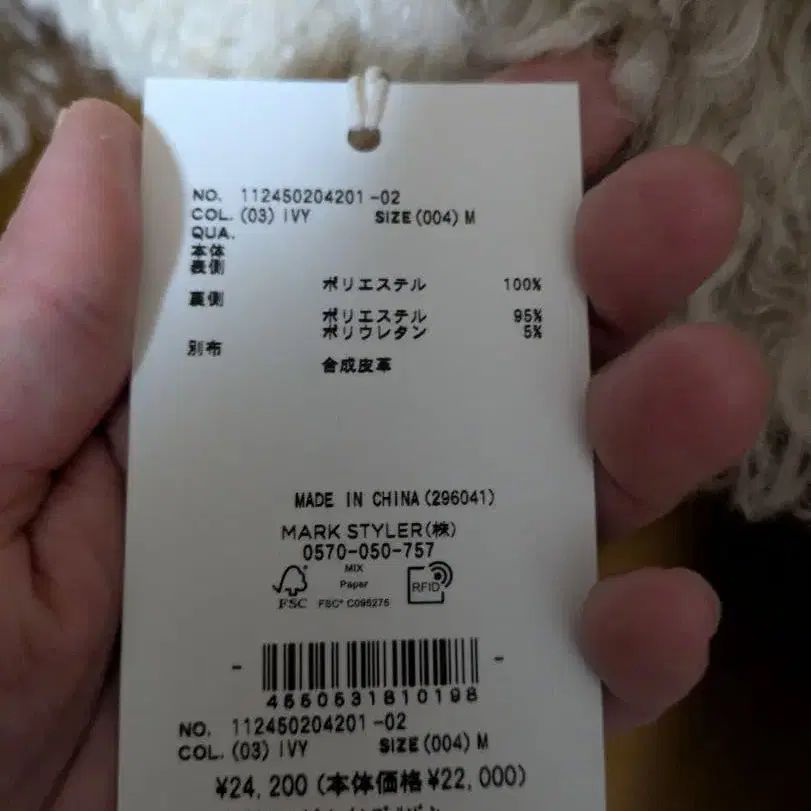 NO. 112450204201-02
COL. (03) IVY SIZE (004) M
QUA.
本体
表側
ポリエステル 100%
裏側
ポリエステル 95%
ポリウレタン 5%
別布
合成皮革
MADE IN CHINA (296041)
MARK STYLER(株)
0570-050-757
MIX
Paper
FSC FSC® C095275
RFID
4550531810198
NO. 112450204201-02
COL. (03) IVY SIZE (004) M
¥24,200 (本体価格¥22,000)